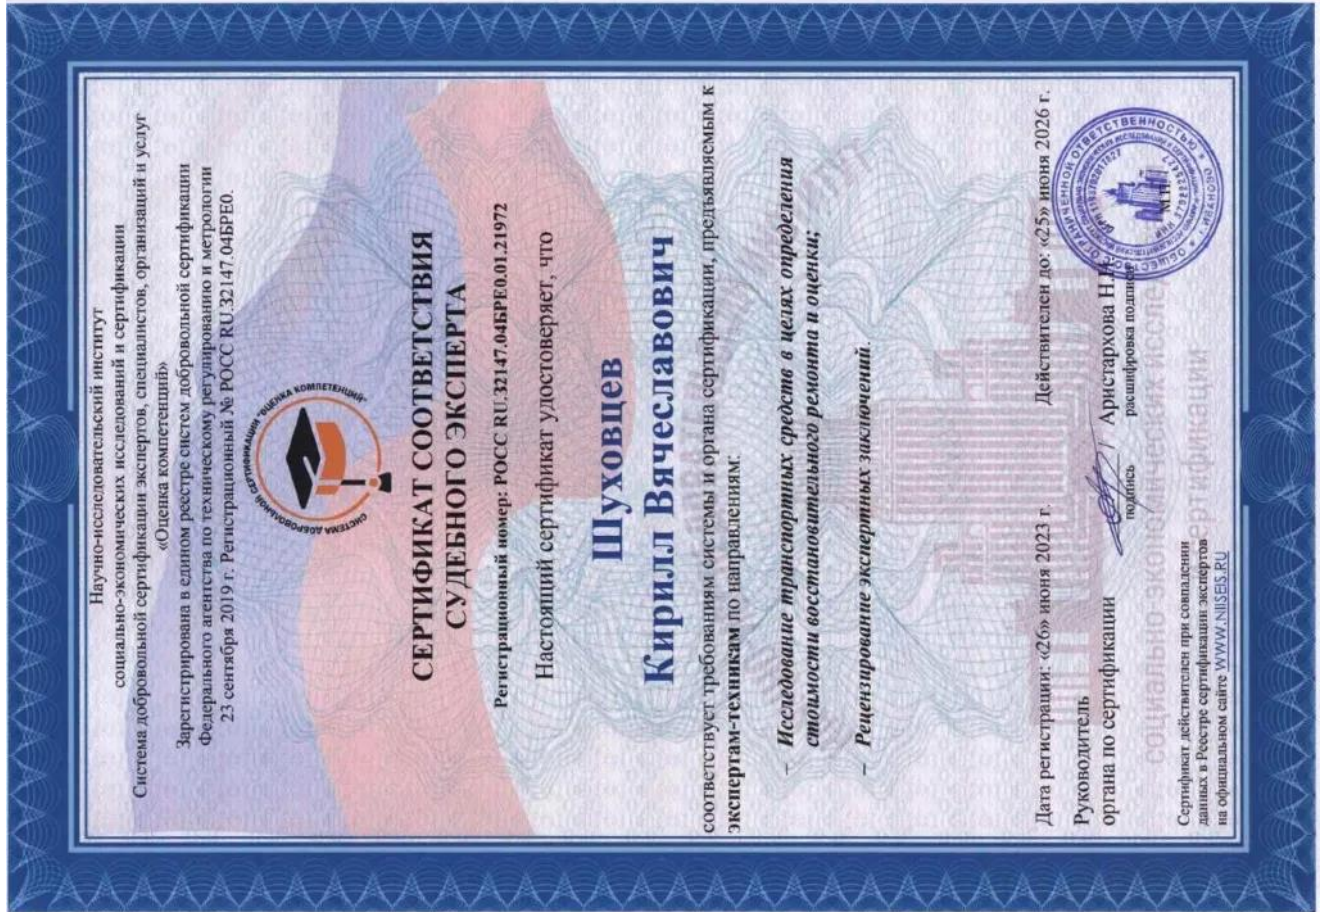 Научно-исследовательский институт
социально-экономических исследований и сертификации
Система добровольной сертификации экспертов, специалистов, организаций и услуг
«Оценка компетенций»
Зарегистрирована в едином реестре систем добровольной сертификации
Федерального агентства по техническому регулированию и метрологии
23 сентября 2019 г. Регистрационный № РОСС RU.32147.04БРЕ0.
СИСТЕМА ДОБРОВОЛЬНОЙ СЕРТИФИКАЦИИ "ОЦЕНКА КОМПЕТЕНЦИЙ"
СЕРТИФИКАТ СООТВЕТСТВИЯ
СУДЕБНОГО ЭКСПЕРТА
Регистрационный номер: РОСС RU.32147.04БРЕ0.01.21972
Настоящий сертификат удостоверяет, что
Шуховцев
Кирилл Вячеславович
соответствует требованиям системы и органа сертификации, предъявляемым к
экспертам-техникам по направлениям:
– Исследование транспортных средств в целях определения
стоимости восстановительного ремонта и оценки;
– Рецензирование экспертных заключений.
Дата регистрации: «26» июня 2023 г. Действителен до: «25» июня 2026 г.
Руководитель
органа по сертификации / Аристархова Н.Н.
подпись расшифровка подписи
М.П.
Сертификат действителен при совпадении
данных в Реестре сертификации экспертов
на официальном сайте WWW.NIISEIS.RU